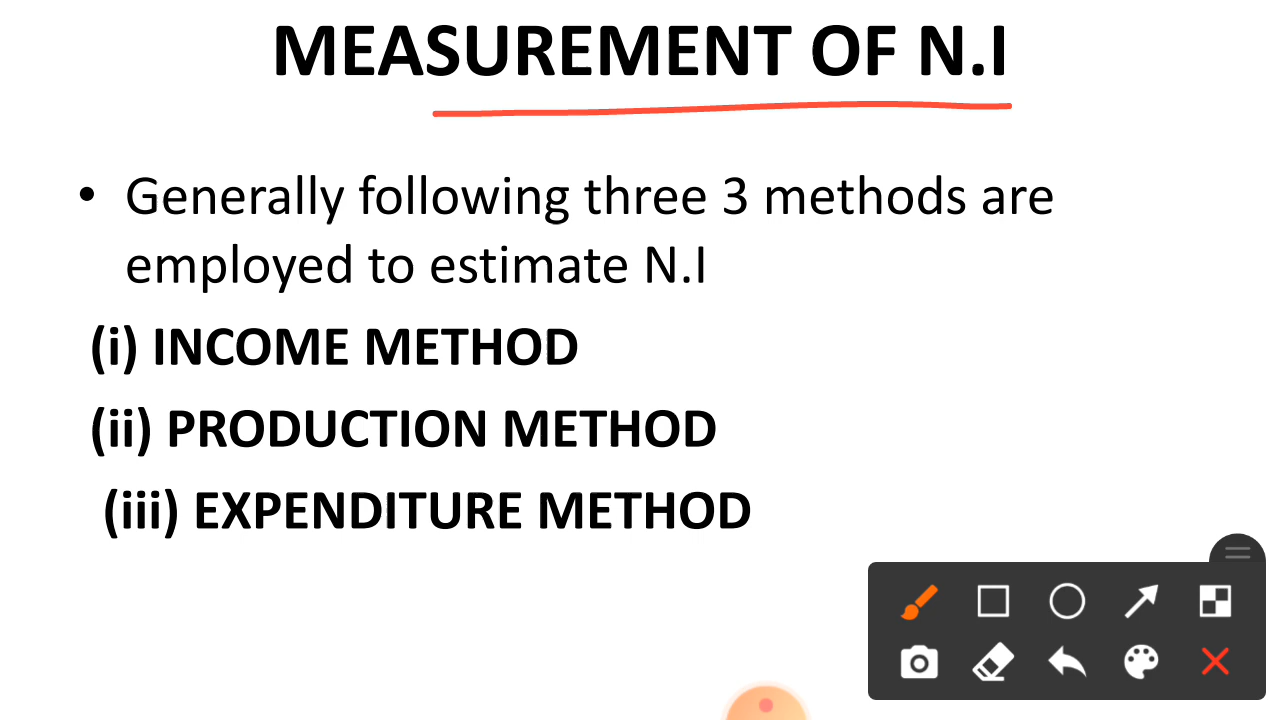 MEASUREMENT OF N.I
• Generally following three 3 methods are
employed to estimate N.I
(i) INCOME METHOD
(ii) PRODUCTION METHOD
(iii) EXPENDITURE METHOD